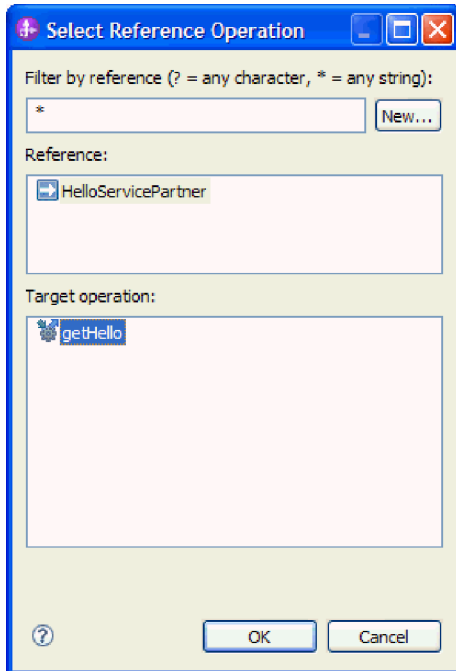 Select Reference Operation
Filter by reference (? = any character, * = any string):
*
New...
Reference:
HelloServicePartner
Target operation:
getHello
?
OK
Cancel